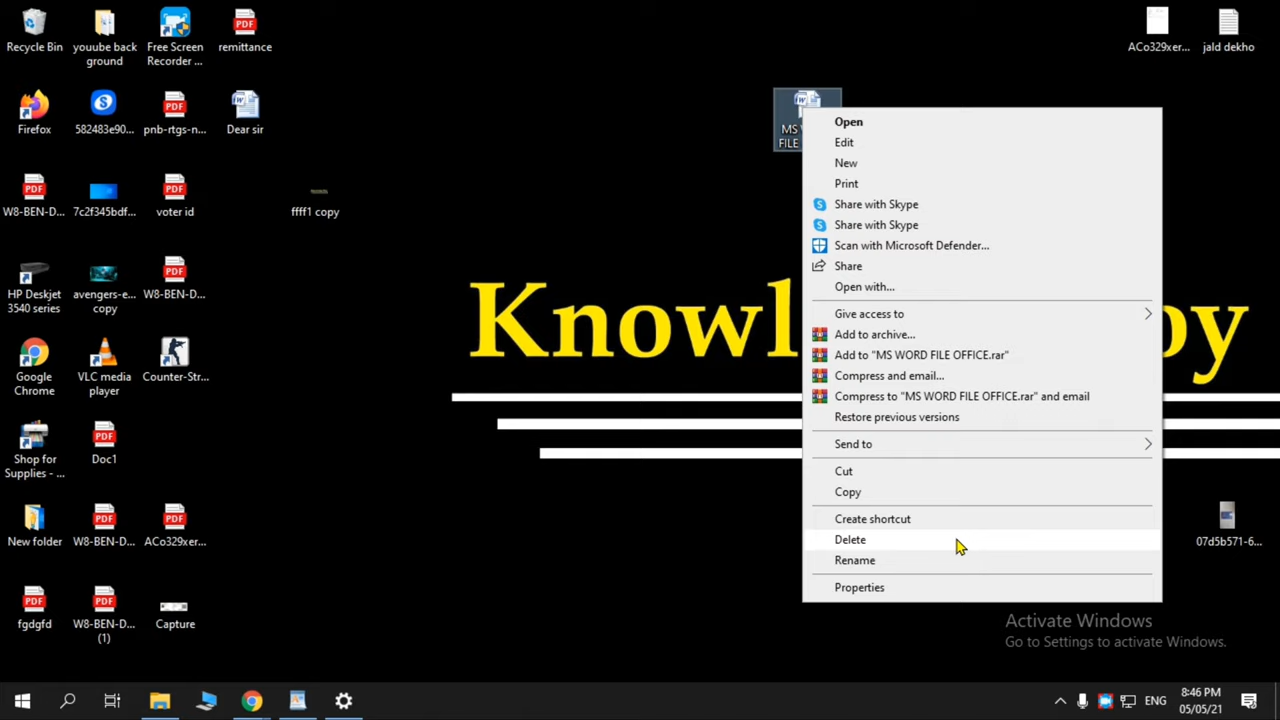 Recycle Bin
youube back
ground
Free Screen
Recorder ...
remittance
ACo329xer...
jald dekho
Firefox
582483e90...
pnb-rtgs-n...
Dear sir
MS
FILE
W8-BEN-D...
7c2f345bdf...
voter id
ffff1 copy
HP Deskjet
3540 series
avengers-e...
copy
W8-BEN-D...
Google
Chrome
VLC media
player
Counter-Str...
Shop for
Supplies - ...
Doc1
New folder
W8-BEN-D...
ACo329xer...
07d5b571-6...
fgdgfd
W8-BEN-D...
(1)
Capture
Knowl
oy
Open
Edit
New
Print
Share with Skype
Share with Skype
Scan with Microsoft Defender...
Share
Open with...
Give access to
Add to archive...
Add to "MS WORD FILE OFFICE.rar"
Compress and email...
Compress to "MS WORD FILE OFFICE.rar" and email
Restore previous versions
Send to
Cut
Copy
Create shortcut
Delete
Rename
Properties
Activate Windows
Go to Settings to activate Windows.
ENG
8:46 PM
05/05/21